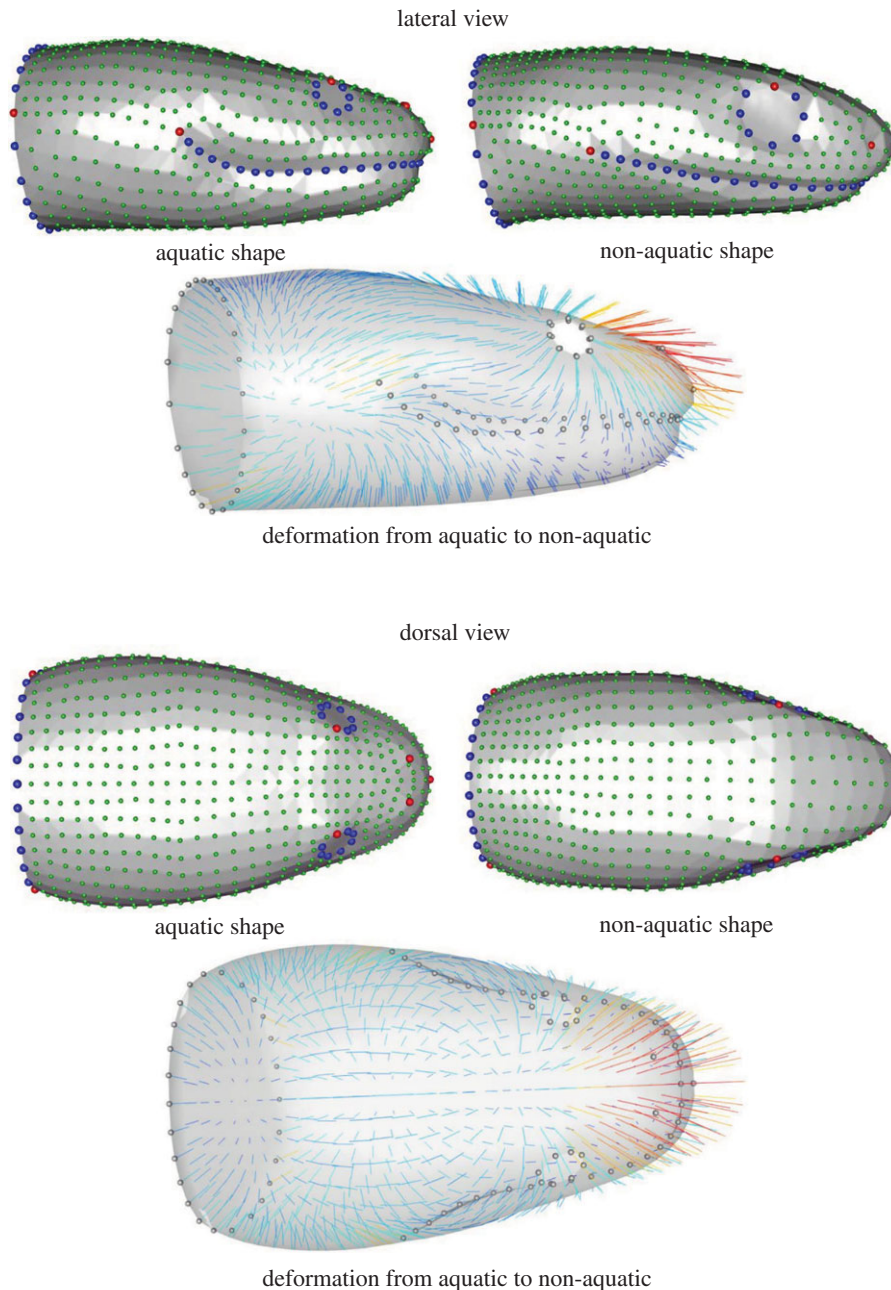 lateral view
aquatic shape
non-aquatic shape
deformation from aquatic to non-aquatic
dorsal view
aquatic shape
non-aquatic shape
deformation from aquatic to non-aquatic